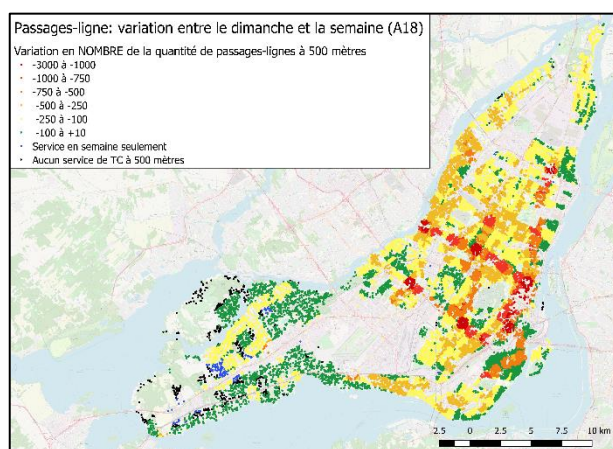 Passages-ligne: variation entre le dimanche et la semaine (A18)
Variation en NOMBRE de la quantité de passages-lignes à 500 mètres
-3000 à -1000
-1000 à -750
-750 à -500
-500 à -250
-250 à -100
-100 à +10
Service en semaine seulement
Aucun service de TC à 500 mètres
2.5 0 2.5 5 7.5 10 km